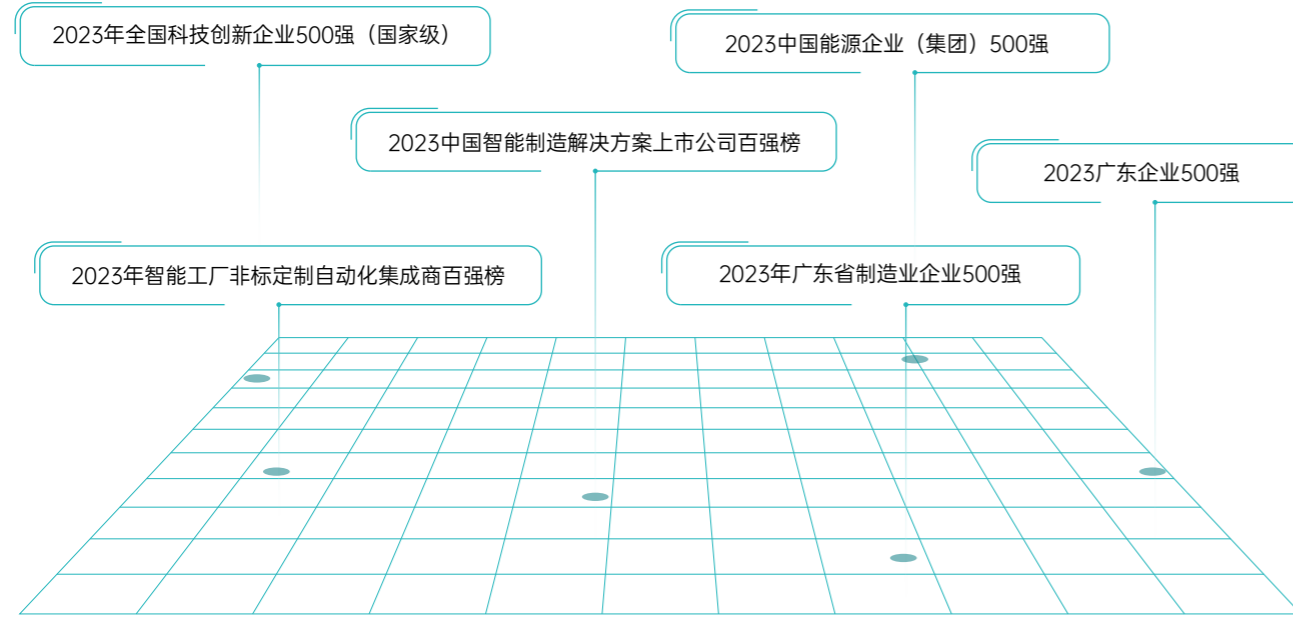 2023年全国科技创新企业500强（国家级）
2023中国能源企业（集团）500强
2023中国智能制造解决方案上市公司百强榜
2023广东企业500强
2023年智能工厂非标定制自动化集成商百强榜
2023年广东省制造业企业500强